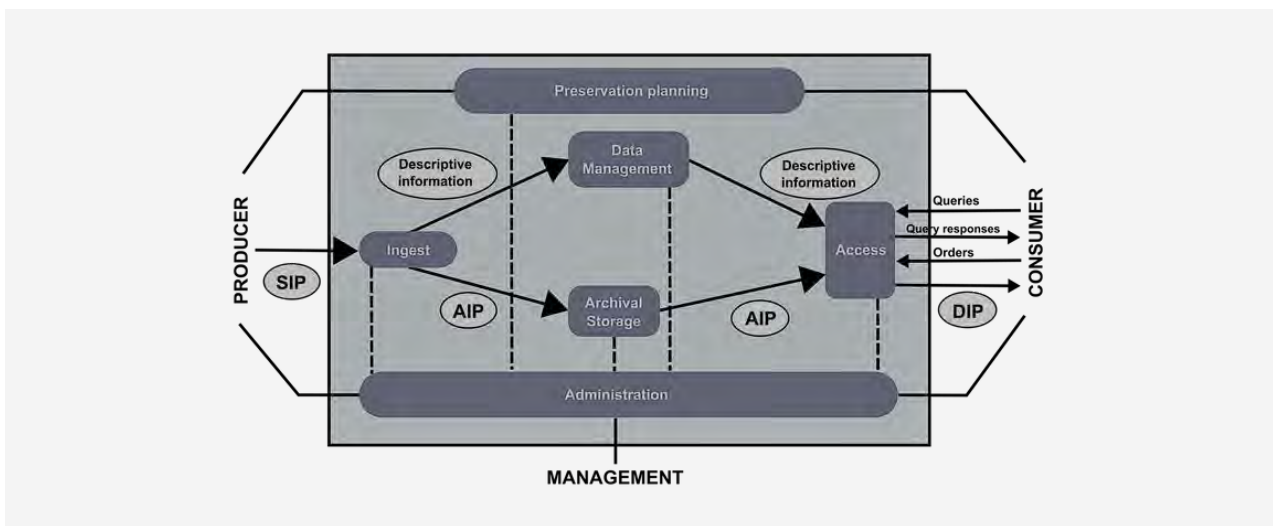 Preservation planning
Data
Management
Descriptive
information
Descriptive
information
PRODUCER
SIP
Ingest
AIP
Archival
Storage
AIP
Access
Queries
Query responses
Orders
DIP
CONSUMER
Administration
MANAGEMENT